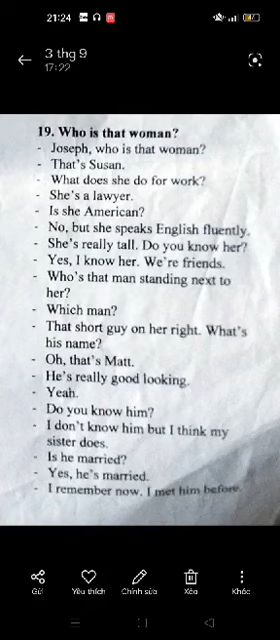 21:24
3 thg 9
17:22
19. Who is that woman?
- Joseph, who is that woman?
- That's Susan.
- What does she do for work?
- She's a lawyer.
- Is she American?
- No, but she speaks English fluently.
- She's really tall. Do you know her?
- Yes, I know her. We're friends.
- Who's that man standing next to
her?
- Which man?
- That short guy on her right. What's
his name?
- Oh, that's Matt.
- He's really good looking.
- Yeah.
- Do you know him?
- I don't know him but I think my
sister does.
- Is he married?
- Yes, he's married.
- I remember now. I met him before.
Gửi
Yêu thích
Chỉnh sửa
Xóa
Khác